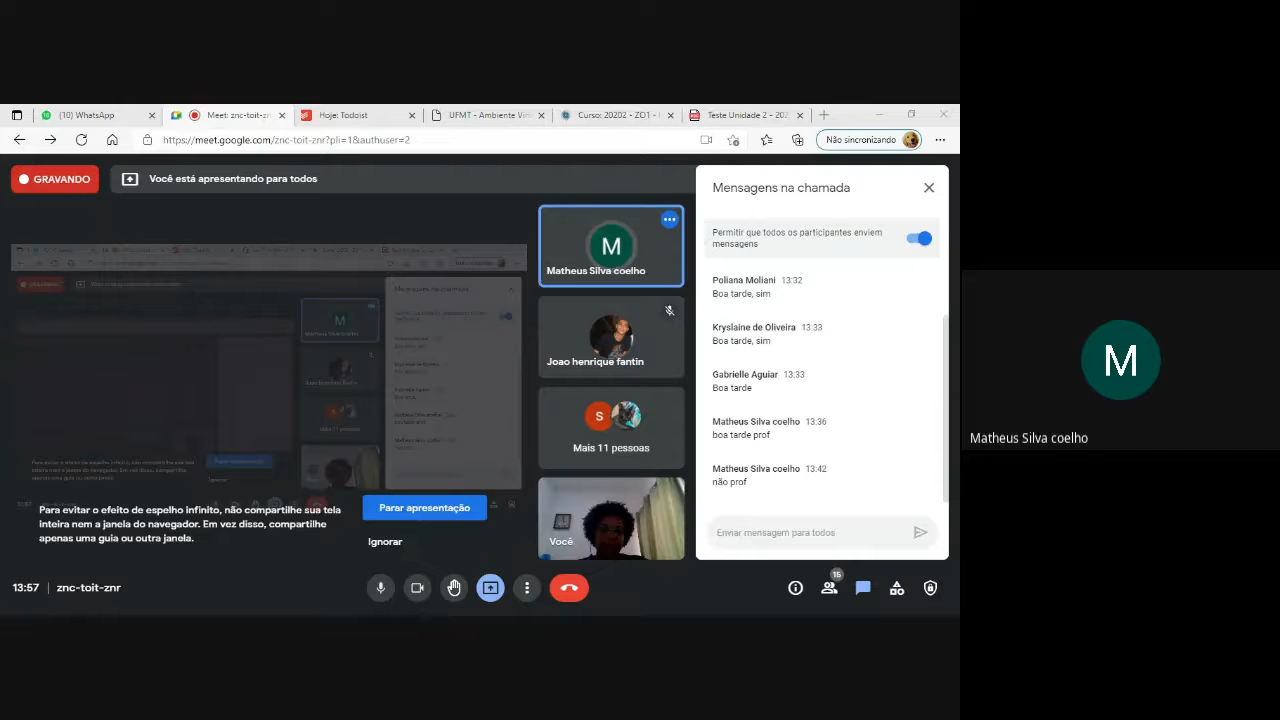 (10) WhatsApp
Meet: znc-toit-zn
Hoje: Todoist
UFMT - Ambiente Vir
Curso: 20202 - ZO1 -
Teste Unidade 2 - 202
https://meet.google.com/znc-toit-znr?pli=1&authuser=2
Não sincronizando
GRAVANDO
Você está apresentando para todos
M
Matheus Silva coelho
Joao henrique fantin
S
Mais 11 pessoas
Você
Para evitar o efeito de espelho infinito, não compartilhe sua tela
inteira nem a janela do navegador. Em vez disso, compartilhe
apenas uma guia ou outra janela.
Parar apresentação
Ignorar
Mensagens na chamada
Permitir que todos os participantes enviem
mensagens
Poliana Moliani 13:32
Boa tarde, sim
Kryslaine de Oliveira 13:33
Boa tarde, sim
Gabrielle Aguiar 13:33
Boa tarde
Matheus Silva coelho 13:36
boa tarde prof
Matheus Silva coelho 13:42
não prof
Enviar mensagem para todos
13:57 | znc-toit-znr
15
M
Matheus Silva coelho